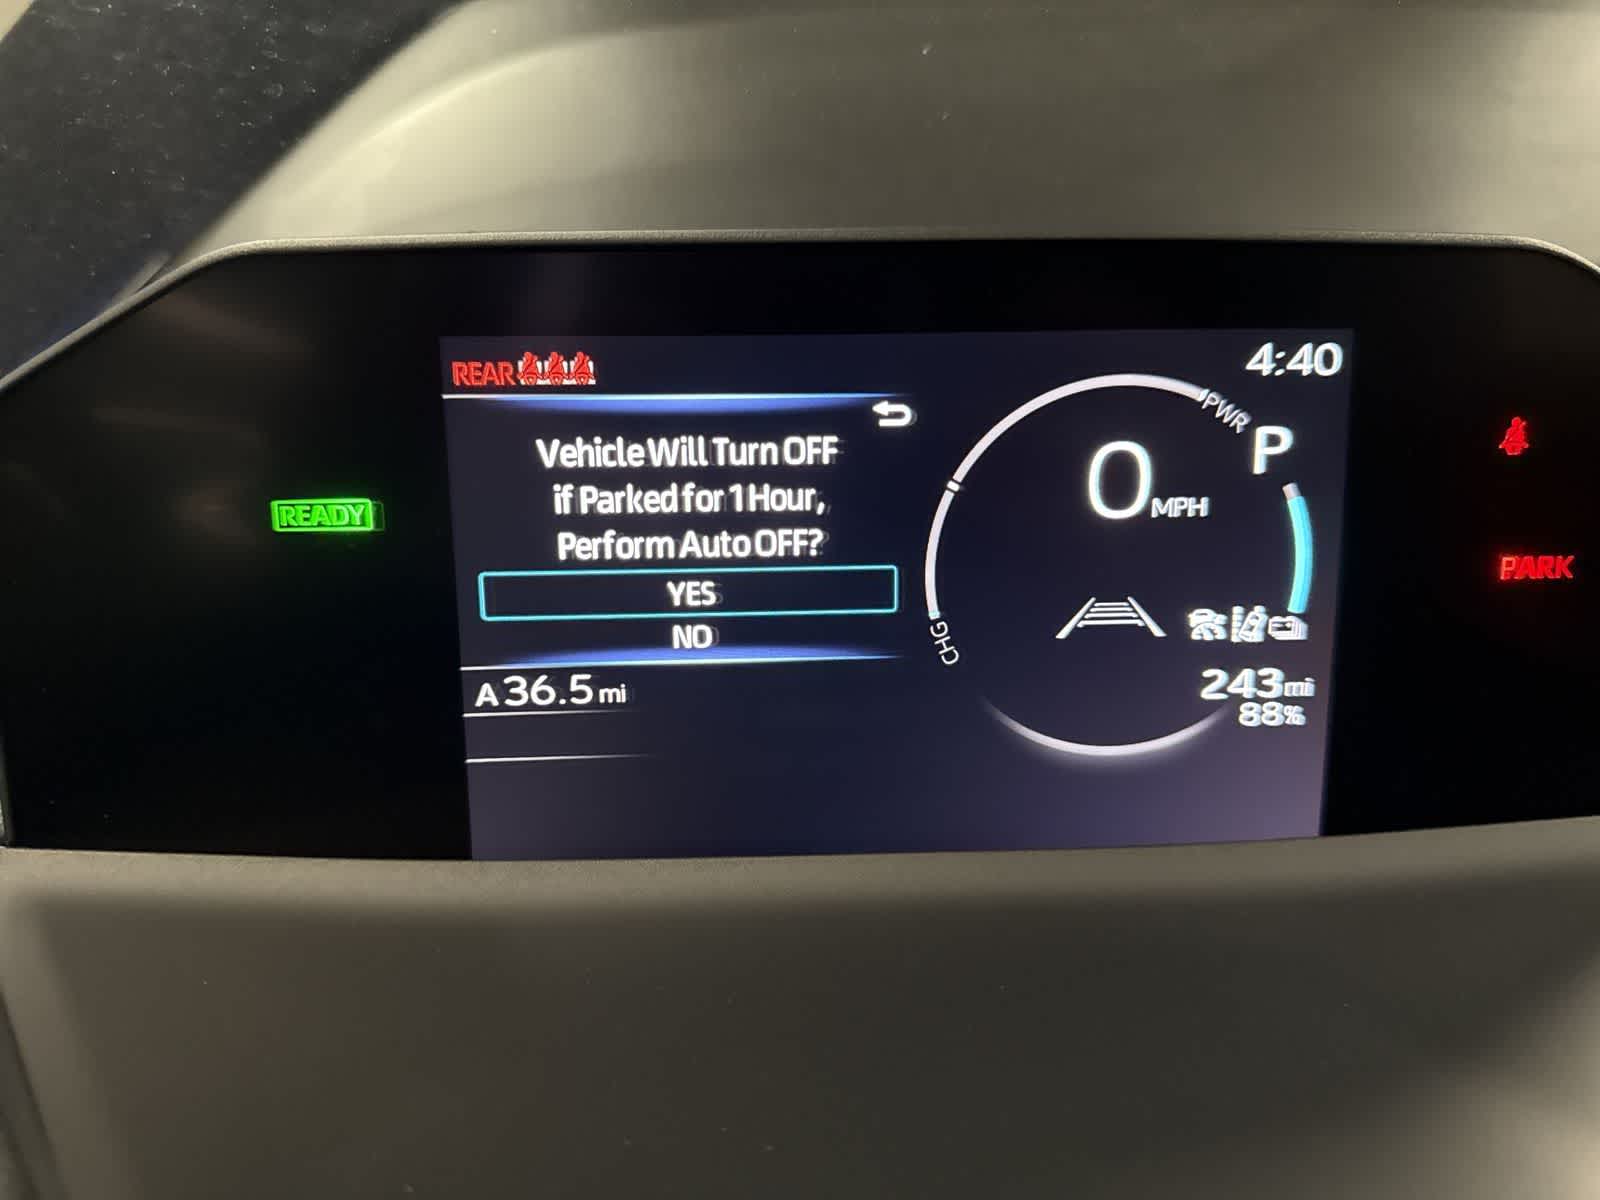 REAR
4:40
Vehicle Will Turn OFF
if Parked for 1 Hour,
Perform Auto OFF?
YES
NO
A 36.5 mi
READY
PWR
P
0 MPH
CHG
243 mi
88%
PARK